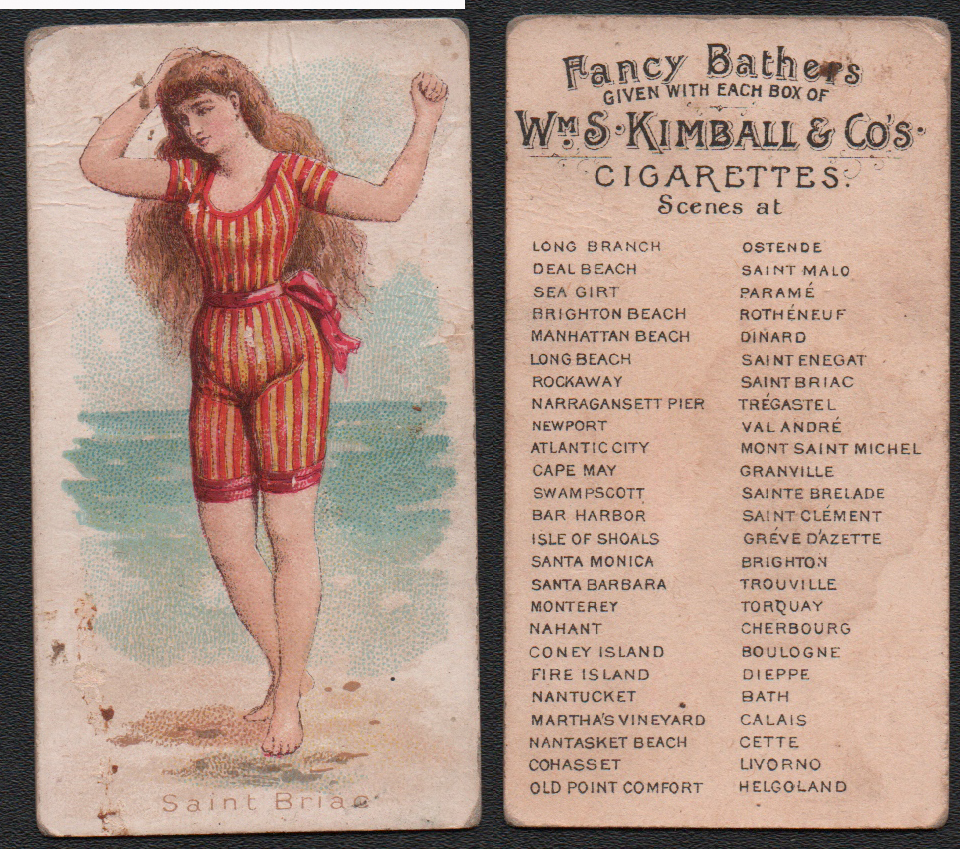 Saint Briac
Fancy Bathers
GIVEN WITH EACH BOX OF
WM. S. KIMBALL & CO'S.
CIGARETTES.
Scenes at
LONG BRANCH
DEAL BEACH
SEA GIRT
BRIGHTON BEACH
MANHATTAN BEACH
LONG BEACH
ROCKAWAY
NARRAGANSETT PIER
NEWPORT
ATLANTIC CITY
CAPE MAY
SWAMPSCOTT
BAR HARBOR
ISLE OF SHOALS
SANTA MONICA
SANTA BARBARA
MONTEREY
NAHANT
CONEY ISLAND
FIRE ISLAND
NANTUCKET
MARTHA'S VINEYARD
NANTASKET BEACH
COHASSET
OLD POINT COMFORT
OSTENDE
SAINT MALO
PARAMÉ
ROTHÉNEUF
DINARD
SAINT ENEGAT
SAINT BRIAC
TRÉGASTEL
VAL ANDRÉ
MONT SAINT MICHEL
GRANVILLE
SAINTE BRELADE
SAINT CLÉMENT
GRÉVE D'AZETTE
BRIGHTON
TROUVILLE
TORQUAY
CHERBOURG
BOULOGNE
DIEPPE
BATH
CALAIS
CETTE
LIVORNO
HELGOLAND